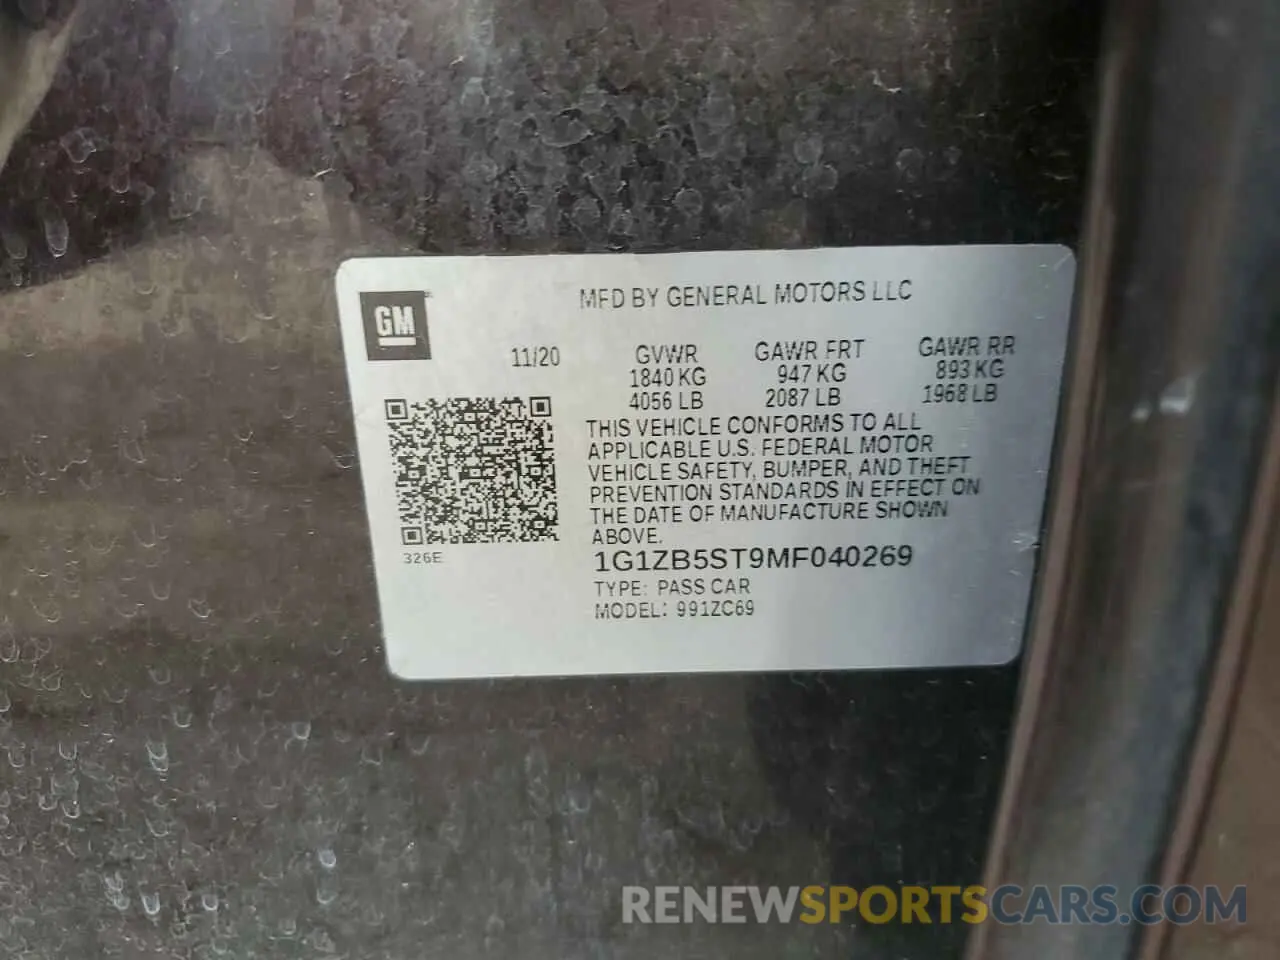 GM
MFD BY GENERAL MOTORS LLC
11/20 GVWR GAWR FRT GAWR RR
1840 KG 947 KG 893 KG
4056 LB 2087 LB 1968 LB
THIS VEHICLE CONFORMS TO ALL
APPLICABLE U.S. FEDERAL MOTOR
VEHICLE SAFETY, BUMPER, AND THEFT
PREVENTION STANDARDS IN EFFECT ON
THE DATE OF MANUFACTURE SHOWN
ABOVE.
326E
1G1ZB5ST9MF040269
TYPE: PASS CAR
MODEL: 991ZC69
RENEWSPORTSCARS.COM